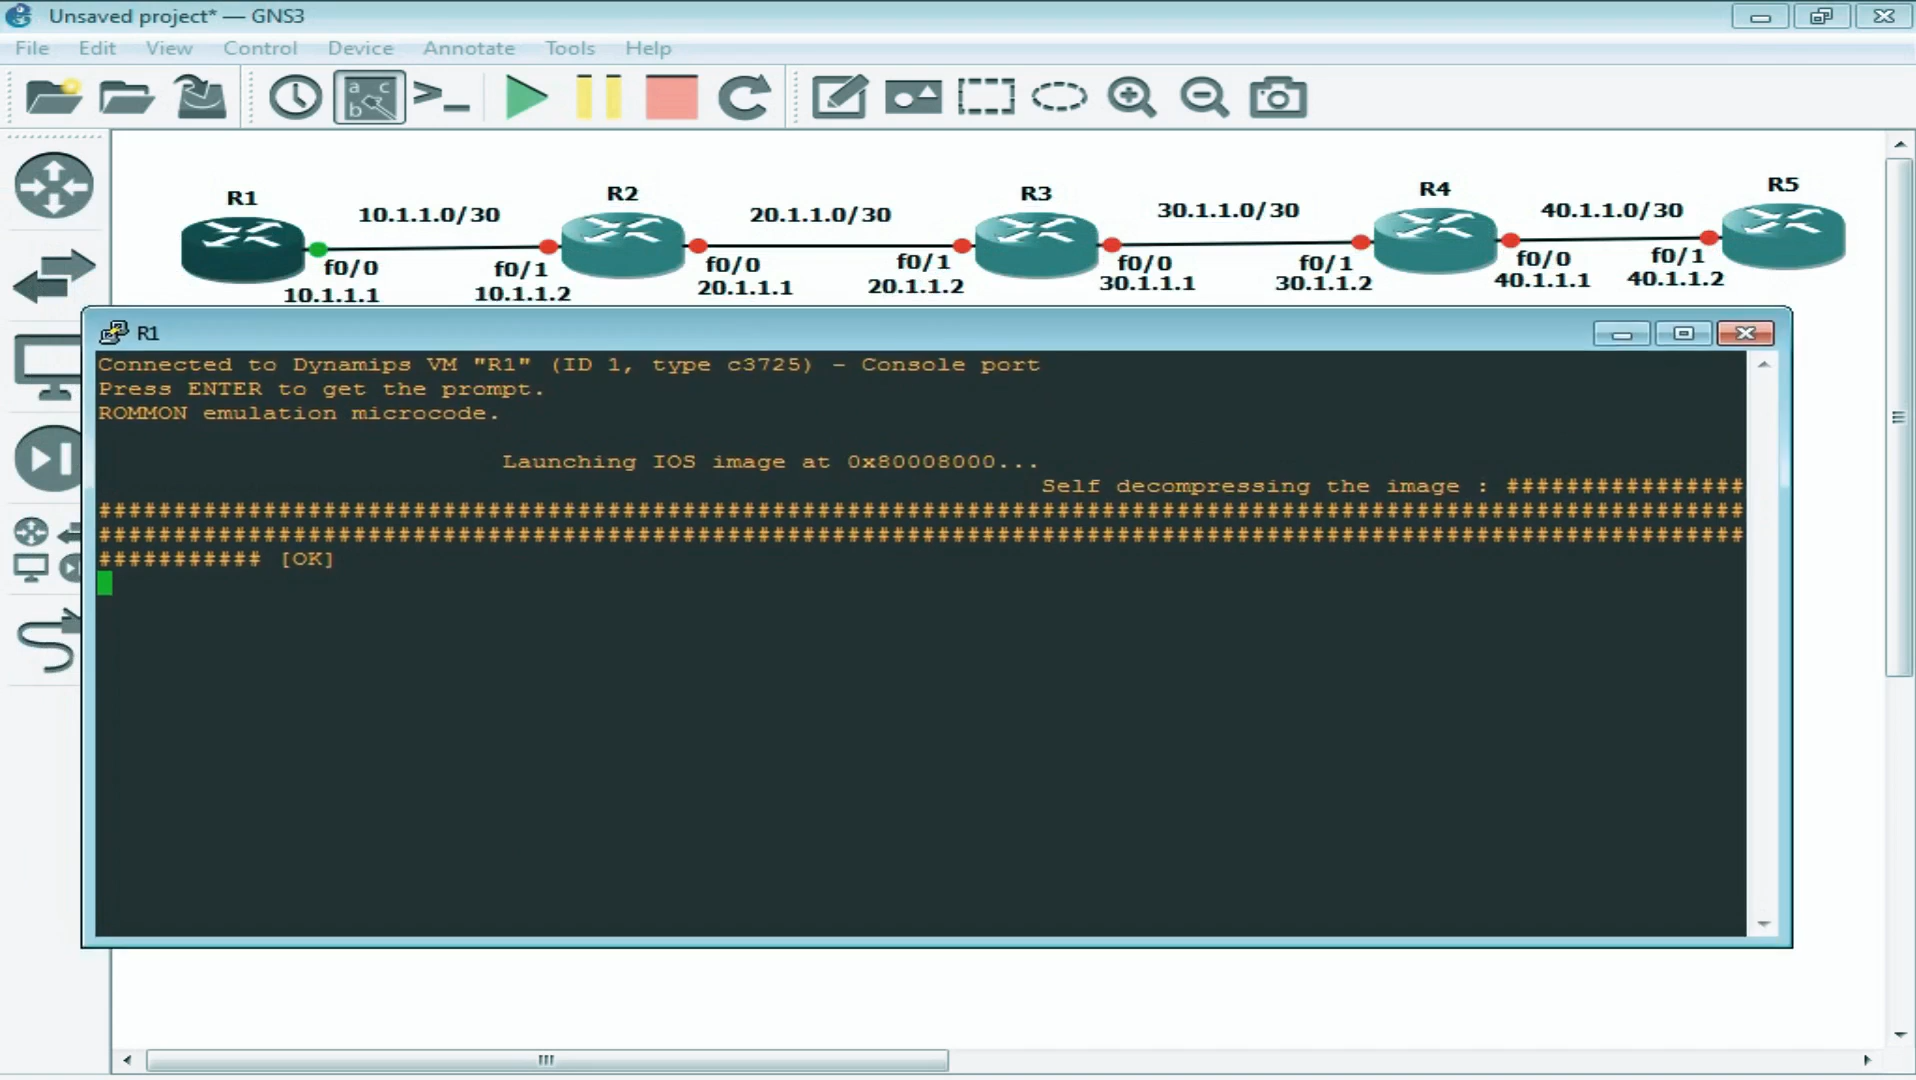 Unsaved project* — GNS3
File Edit View Control Device Annotate Tools Help
R1 R2 R3 R4 R5
10.1.1.0/30 20.1.1.0/30 30.1.1.0/30 40.1.1.0/30
f0/0 f0/1 f0/0 f0/1 f0/0 f0/1 f0/0 f0/1
10.1.1.1 10.1.1.2 20.1.1.1 20.1.1.2 30.1.1.1 30.1.1.2 40.1.1.1 40.1.1.2
R1
Connected to Dynamips VM "R1" (ID 1, type c3725) - Console port
Press ENTER to get the prompt.
ROMMON emulation microcode.
Launching IOS image at 0x80008000...
Self decompressing the image : ################
##############################################################################################################
##############################################################################################################
########### [OK]